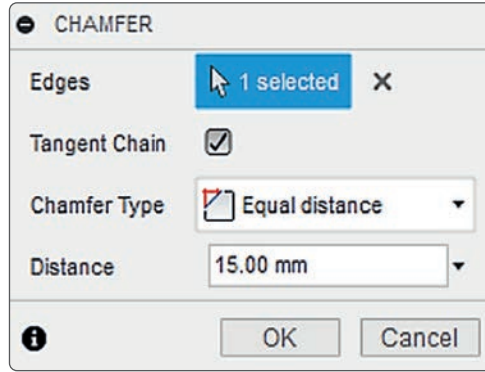 CHAMFER
Edges 1 selected
Tangent Chain
Chamfer Type Equal distance
Distance 15.00 mm
OK Cancel